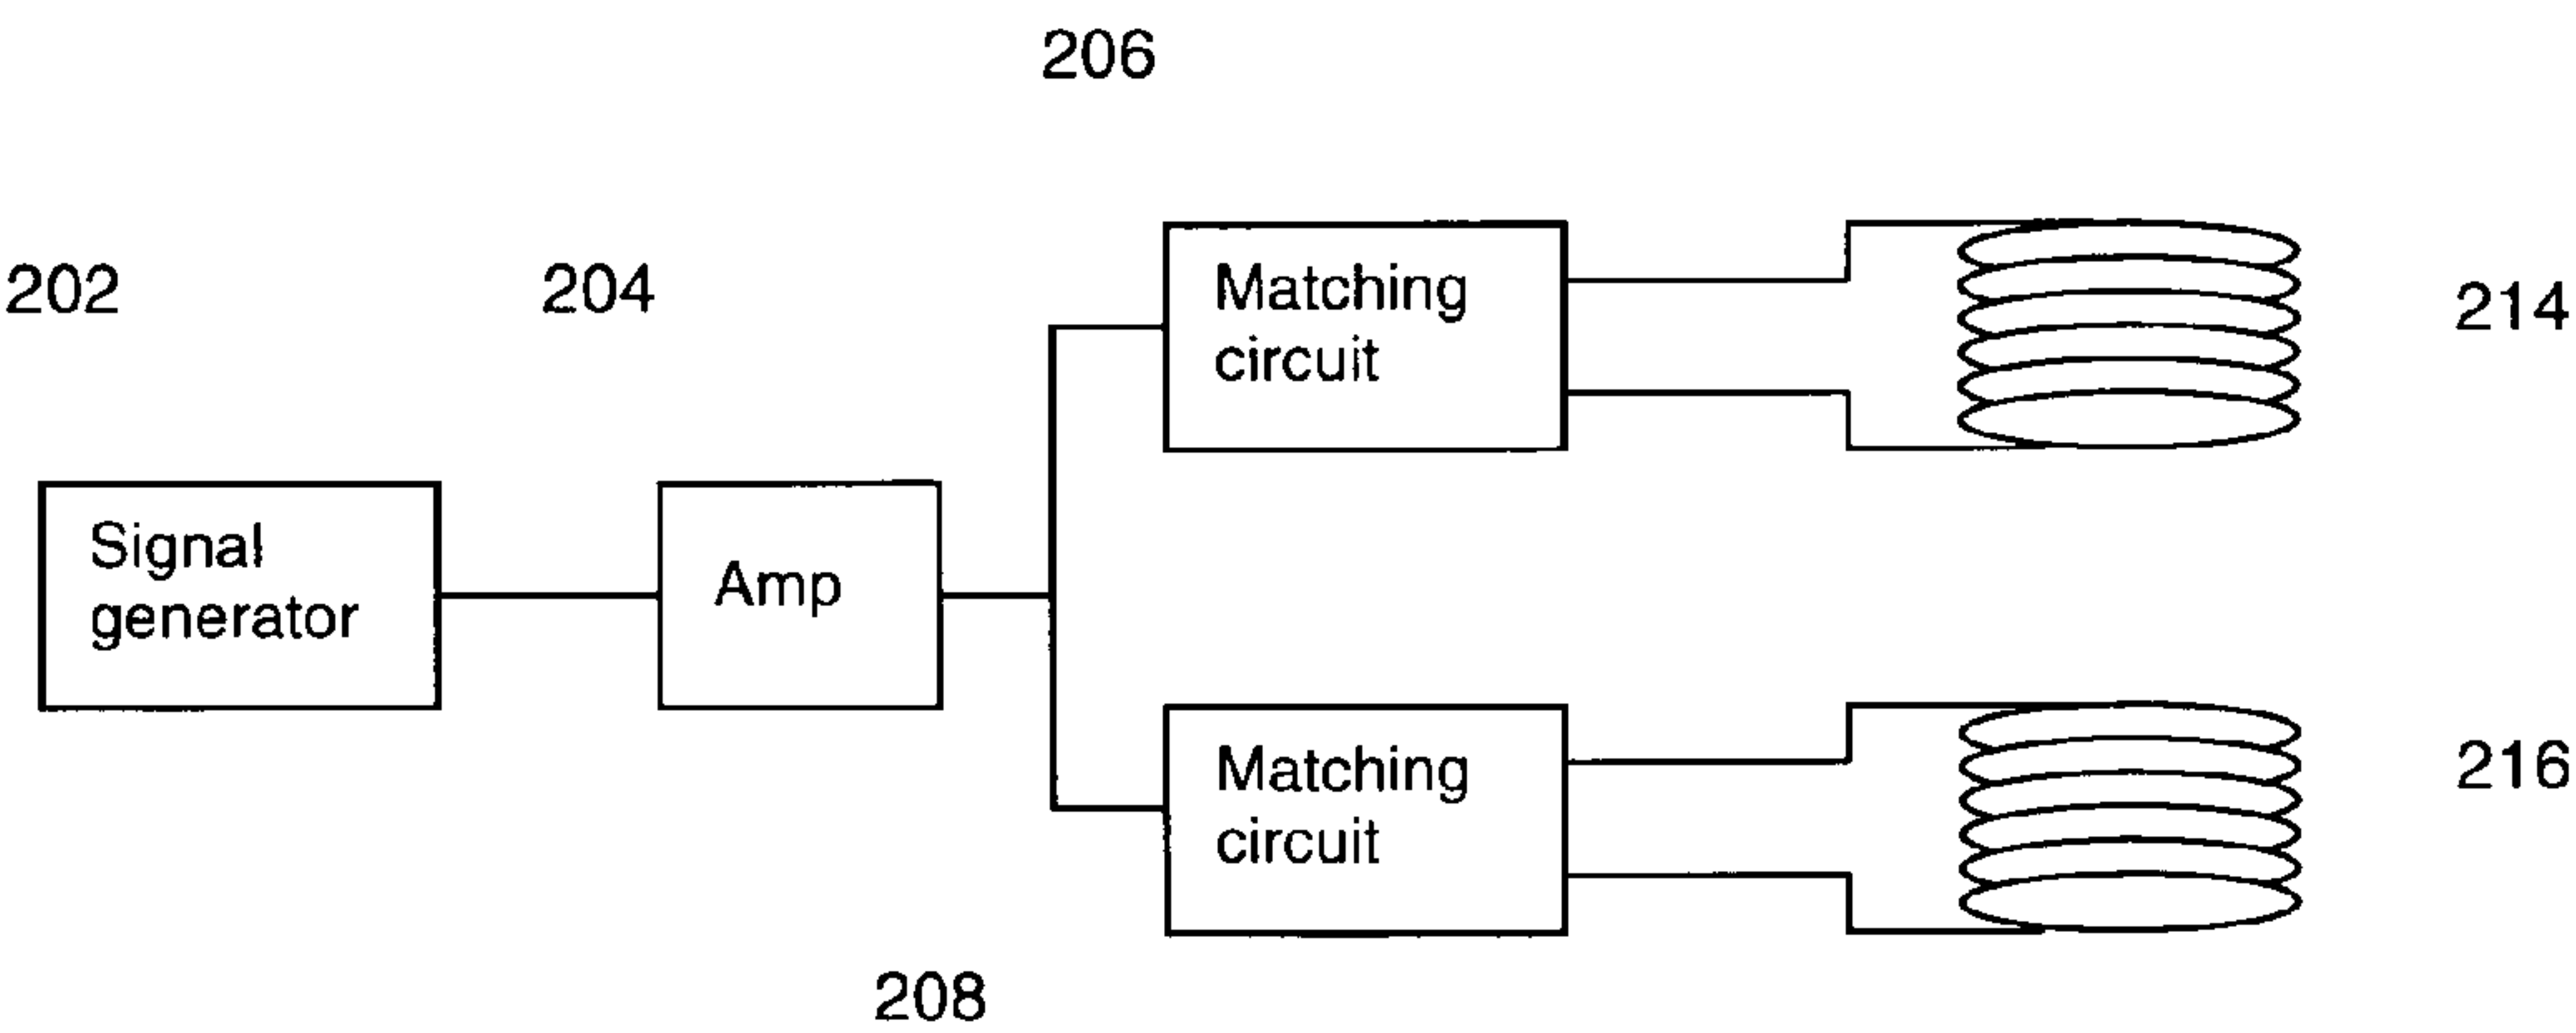 206
202
204
Matching
circuit
214
Signal
generator
Amp
Matching
circuit
216
208